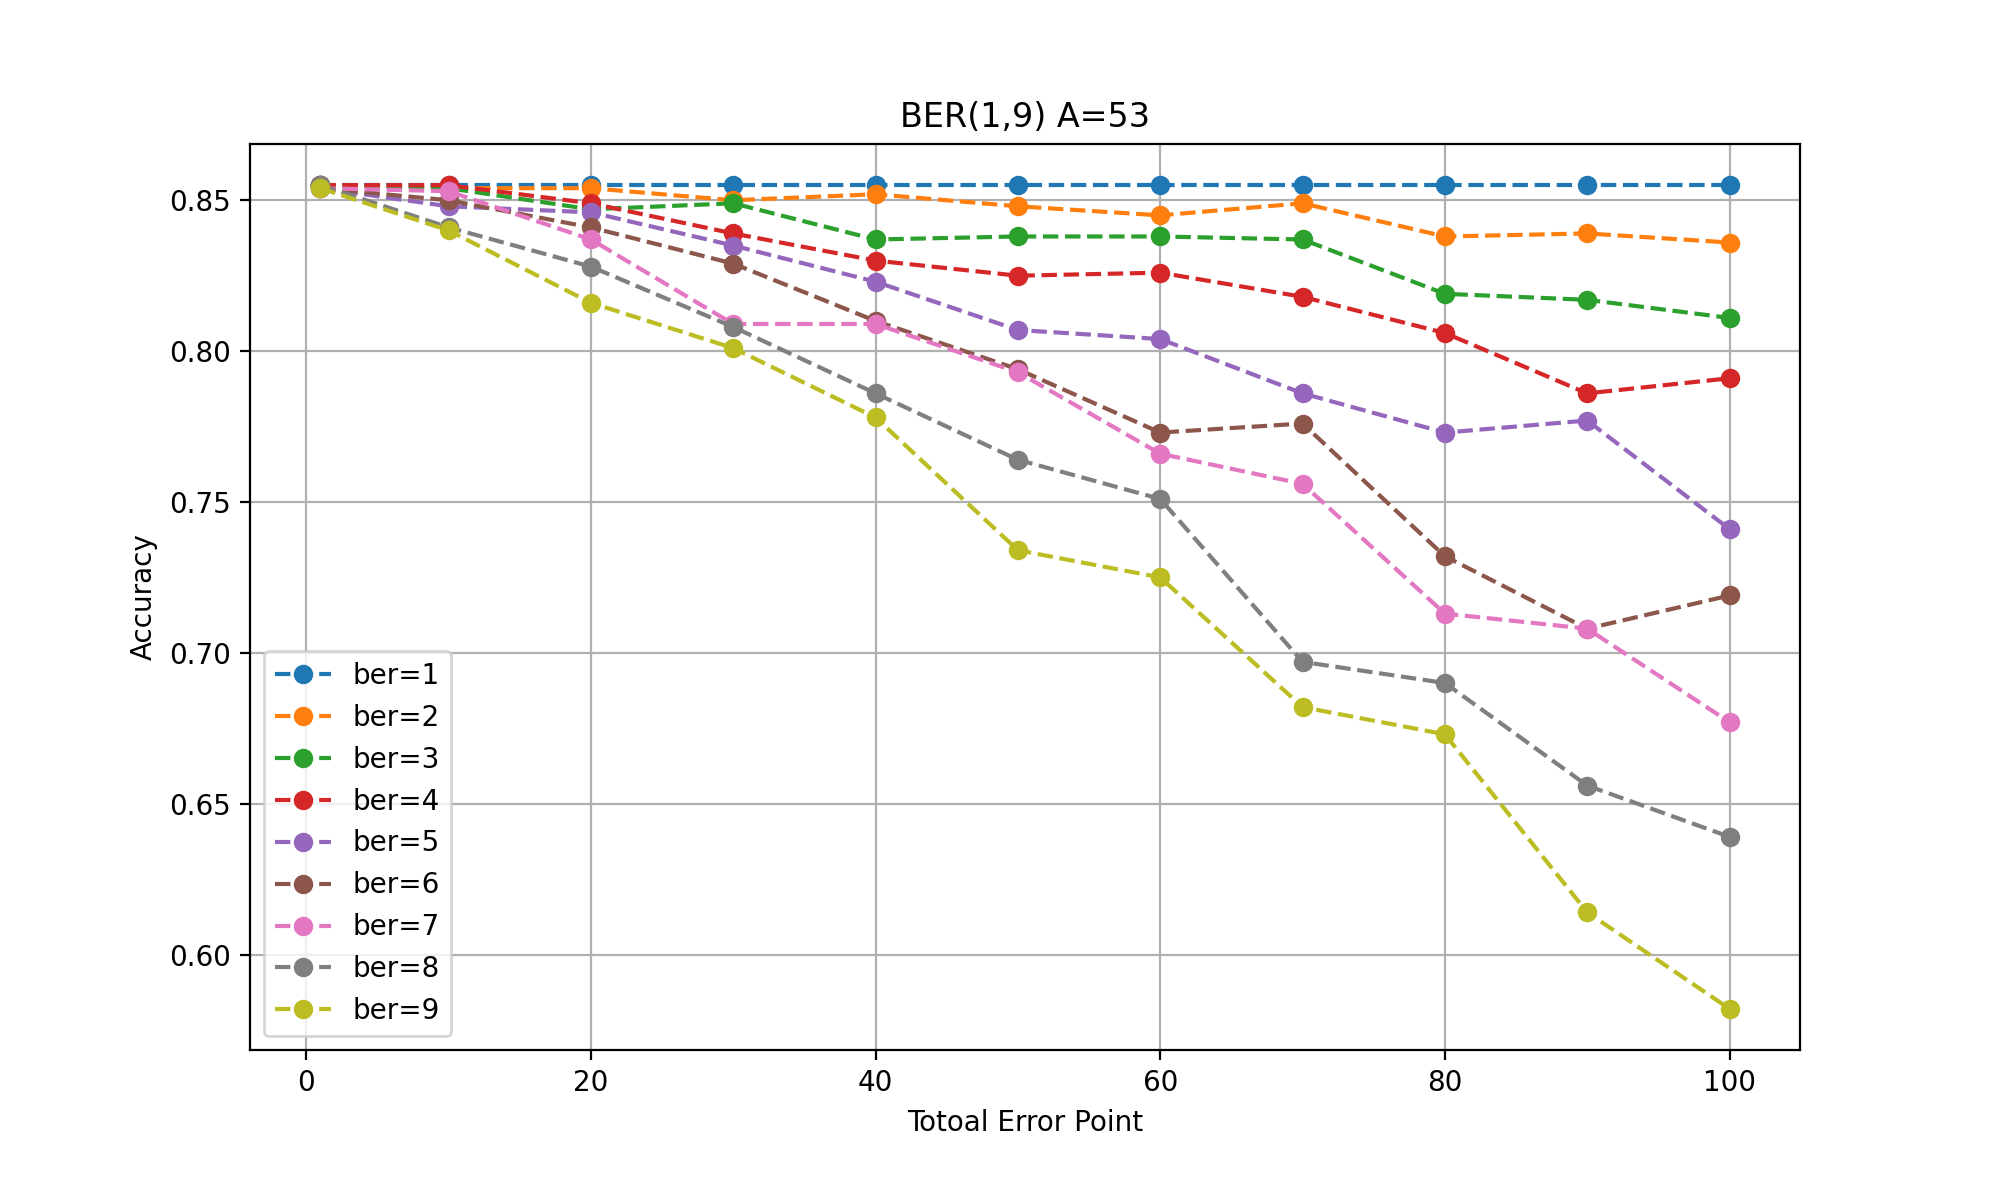 BER(1,9) A=53
Accuracy
0.85
0.80
0.75
0.70
0.65
0.60
ber=1
ber=2
ber=3
ber=4
ber=5
ber=6
ber=7
ber=8
ber=9
0 20 40 60 80 100
Totoal Error Point